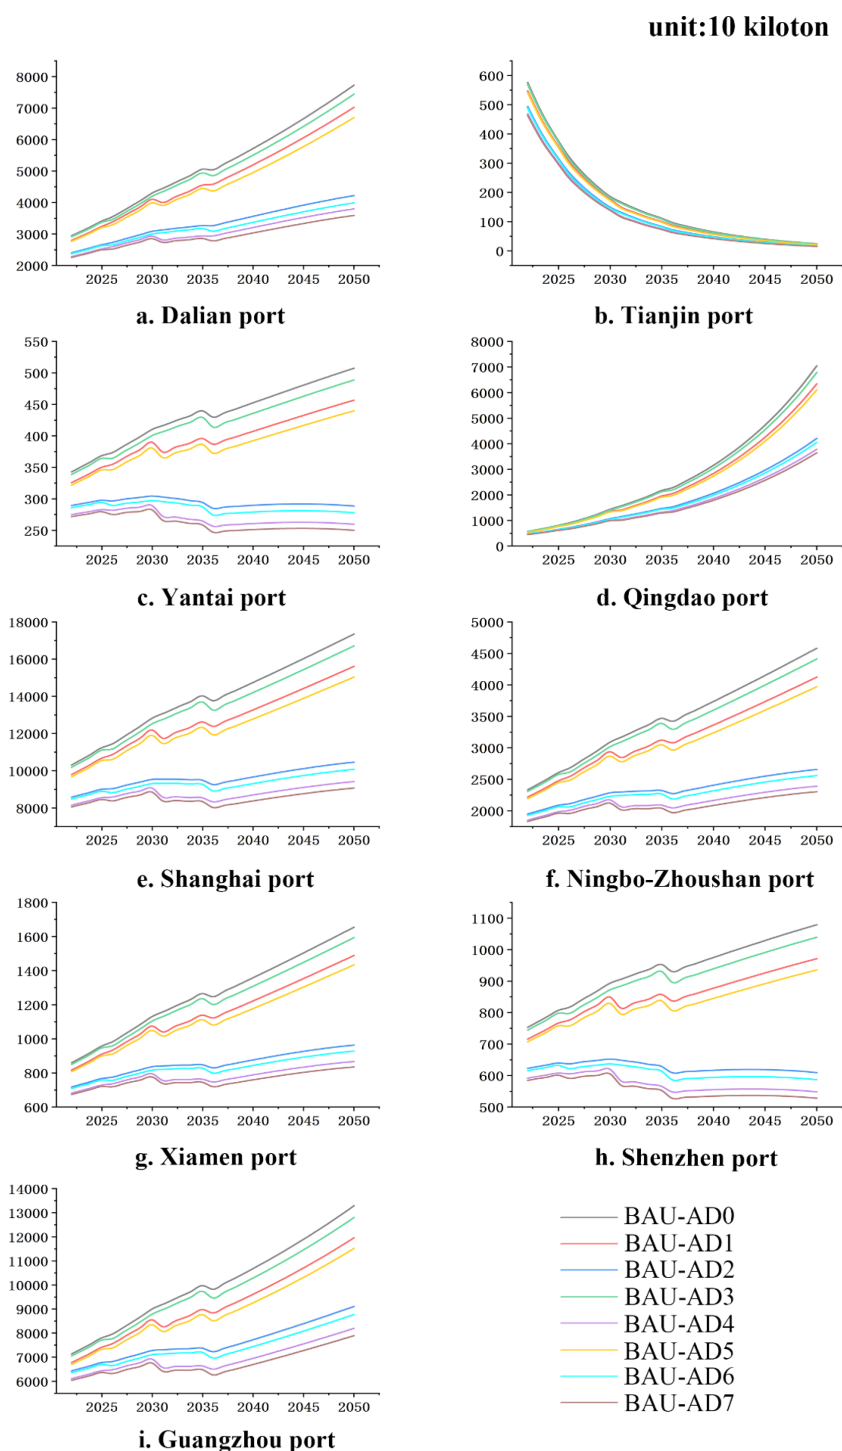 unit:10 kiloton
8000
7000
6000
5000
4000
3000
2000
2025 2030 2035 2040 2045 2050
a. Dalian port
600
500
400
300
200
100
0
2025 2030 2035 2040 2045 2050
b. Tianjin port
550
500
450
400
350
300
250
2025 2030 2035 2040 2045 2050
c. Yantai port
8000
7000
6000
5000
4000
3000
2000
1000
0
2025 2030 2035 2040 2045 2050
d. Qingdao port
18000
16000
14000
12000
10000
8000
2025 2030 2035 2040 2045 2050
e. Shanghai port
5000
4500
4000
3500
3000
2500
2000
2025 2030 2035 2040 2045 2050
f. Ningbo-Zhoushan port
1800
1600
1400
1200
1000
800
600
2025 2030 2035 2040 2045 2050
g. Xiamen port
1100
1000
900
800
700
600
500
2025 2030 2035 2040 2045 2050
h. Shenzhen port
14000
13000
12000
11000
10000
9000
8000
7000
6000
2025 2030 2035 2040 2045 2050
i. Guangzhou port
BAU-AD0
BAU-AD1
BAU-AD2
BAU-AD3
BAU-AD4
BAU-AD5
BAU-AD6
BAU-AD7